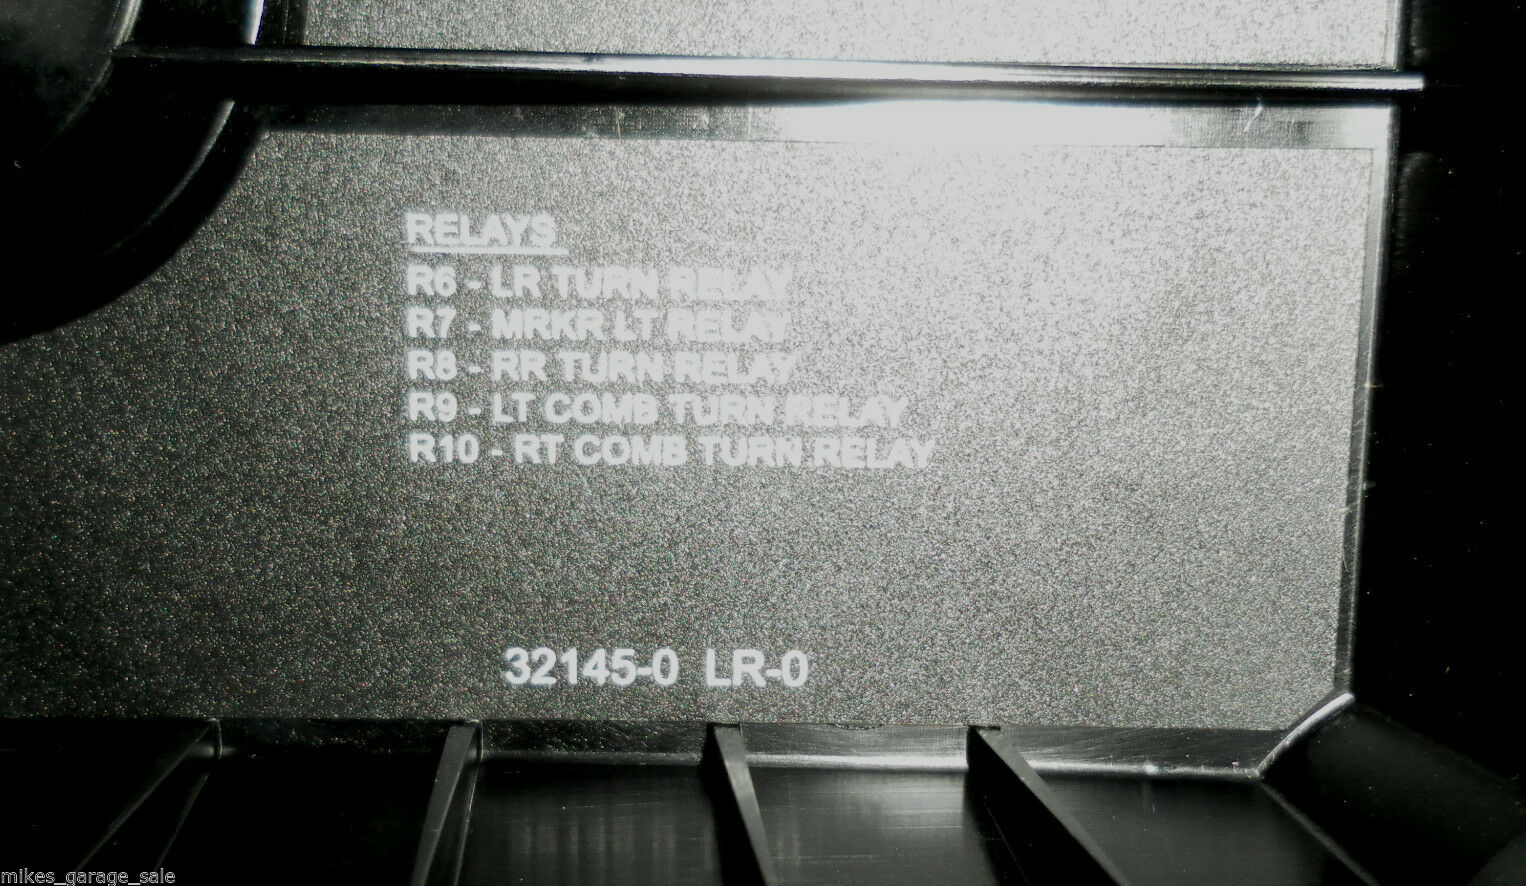 RELAYS
R6 - LR TURN RELAY
R7 - MRKR LT RELAY
R8 - RR TURN RELAY
R9 - LT COMB TURN RELAY
R10 - RT COMB TURN RELAY
32145-0 LR-0
mikes_garage_sale